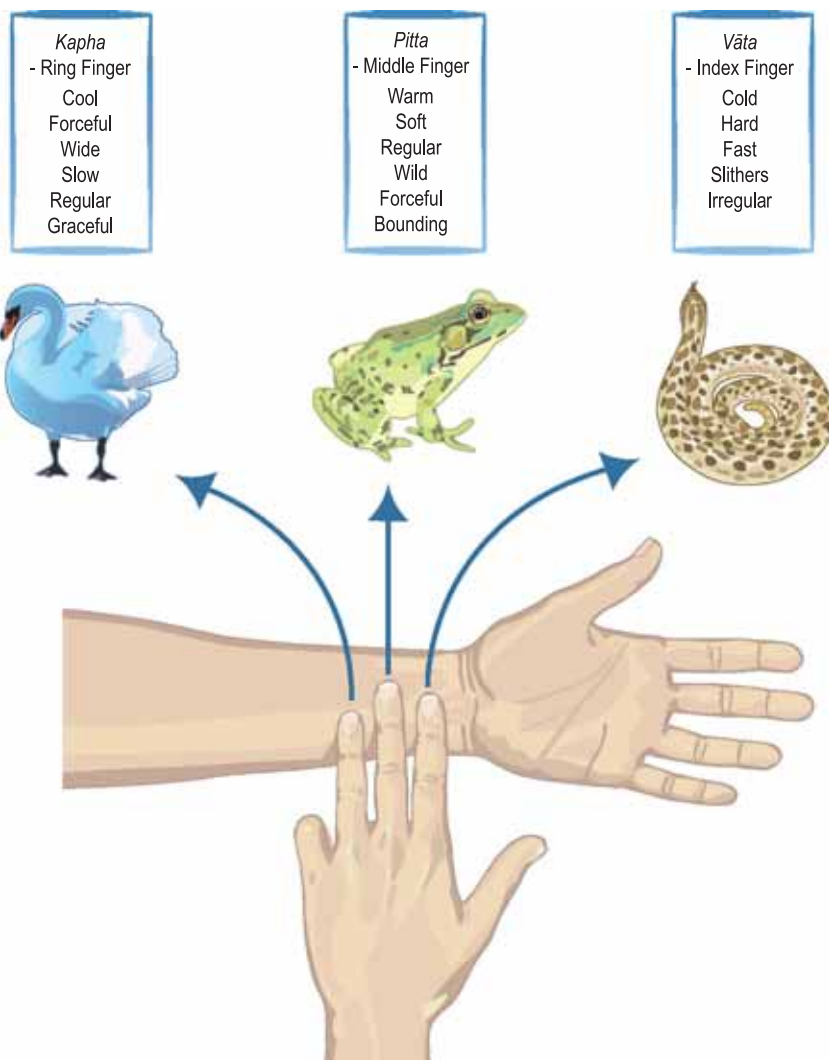 Kapha
- Ring Finger
Cool
Forceful
Wide
Slow
Regular
Graceful
Pitta
- Middle Finger
Warm
Soft
Regular
Wild
Forceful
Bounding
Vāta
- Index Finger
Cold
Hard
Fast
Slithers
Irregular